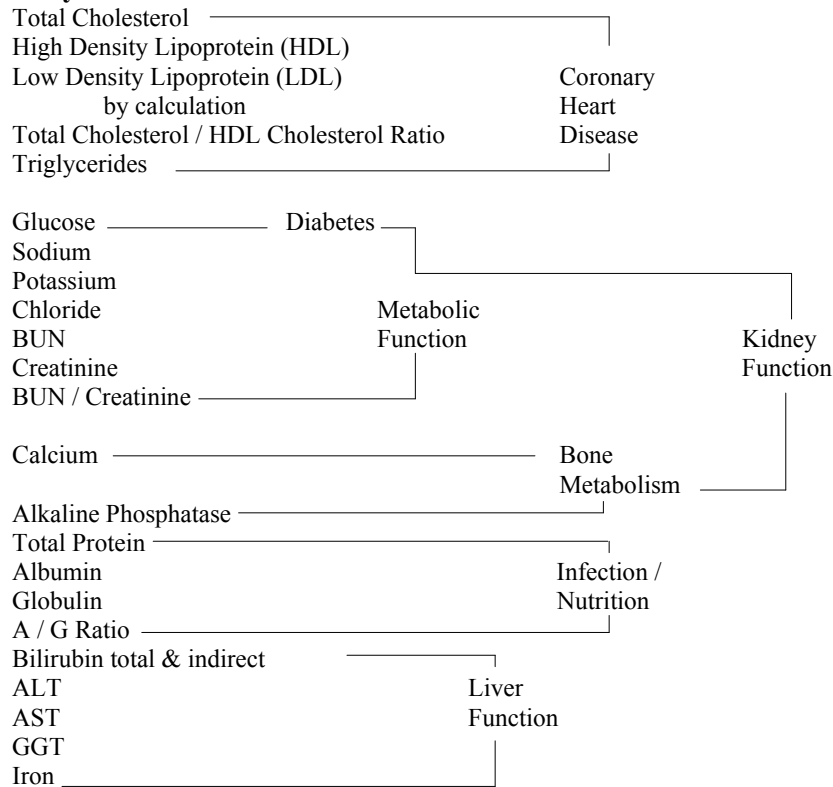 Total Cholesterol
High Density Lipoprotein (HDL)
Low Density Lipoprotein (LDL) Coronary
by calculation Heart
Total Cholesterol / HDL Cholesterol Ratio Disease
Triglycerides
Glucose Diabetes
Sodium
Potassium
Chloride Metabolic
BUN Function Kidney
Creatinine Function
BUN / Creatinine
Calcium Bone
Metabolism
Alkaline Phosphatase
Total Protein
Albumin Infection /
Globulin Nutrition
A / G Ratio
Bilirubin total & indirect
ALT Liver
AST Function
GGT
Iron